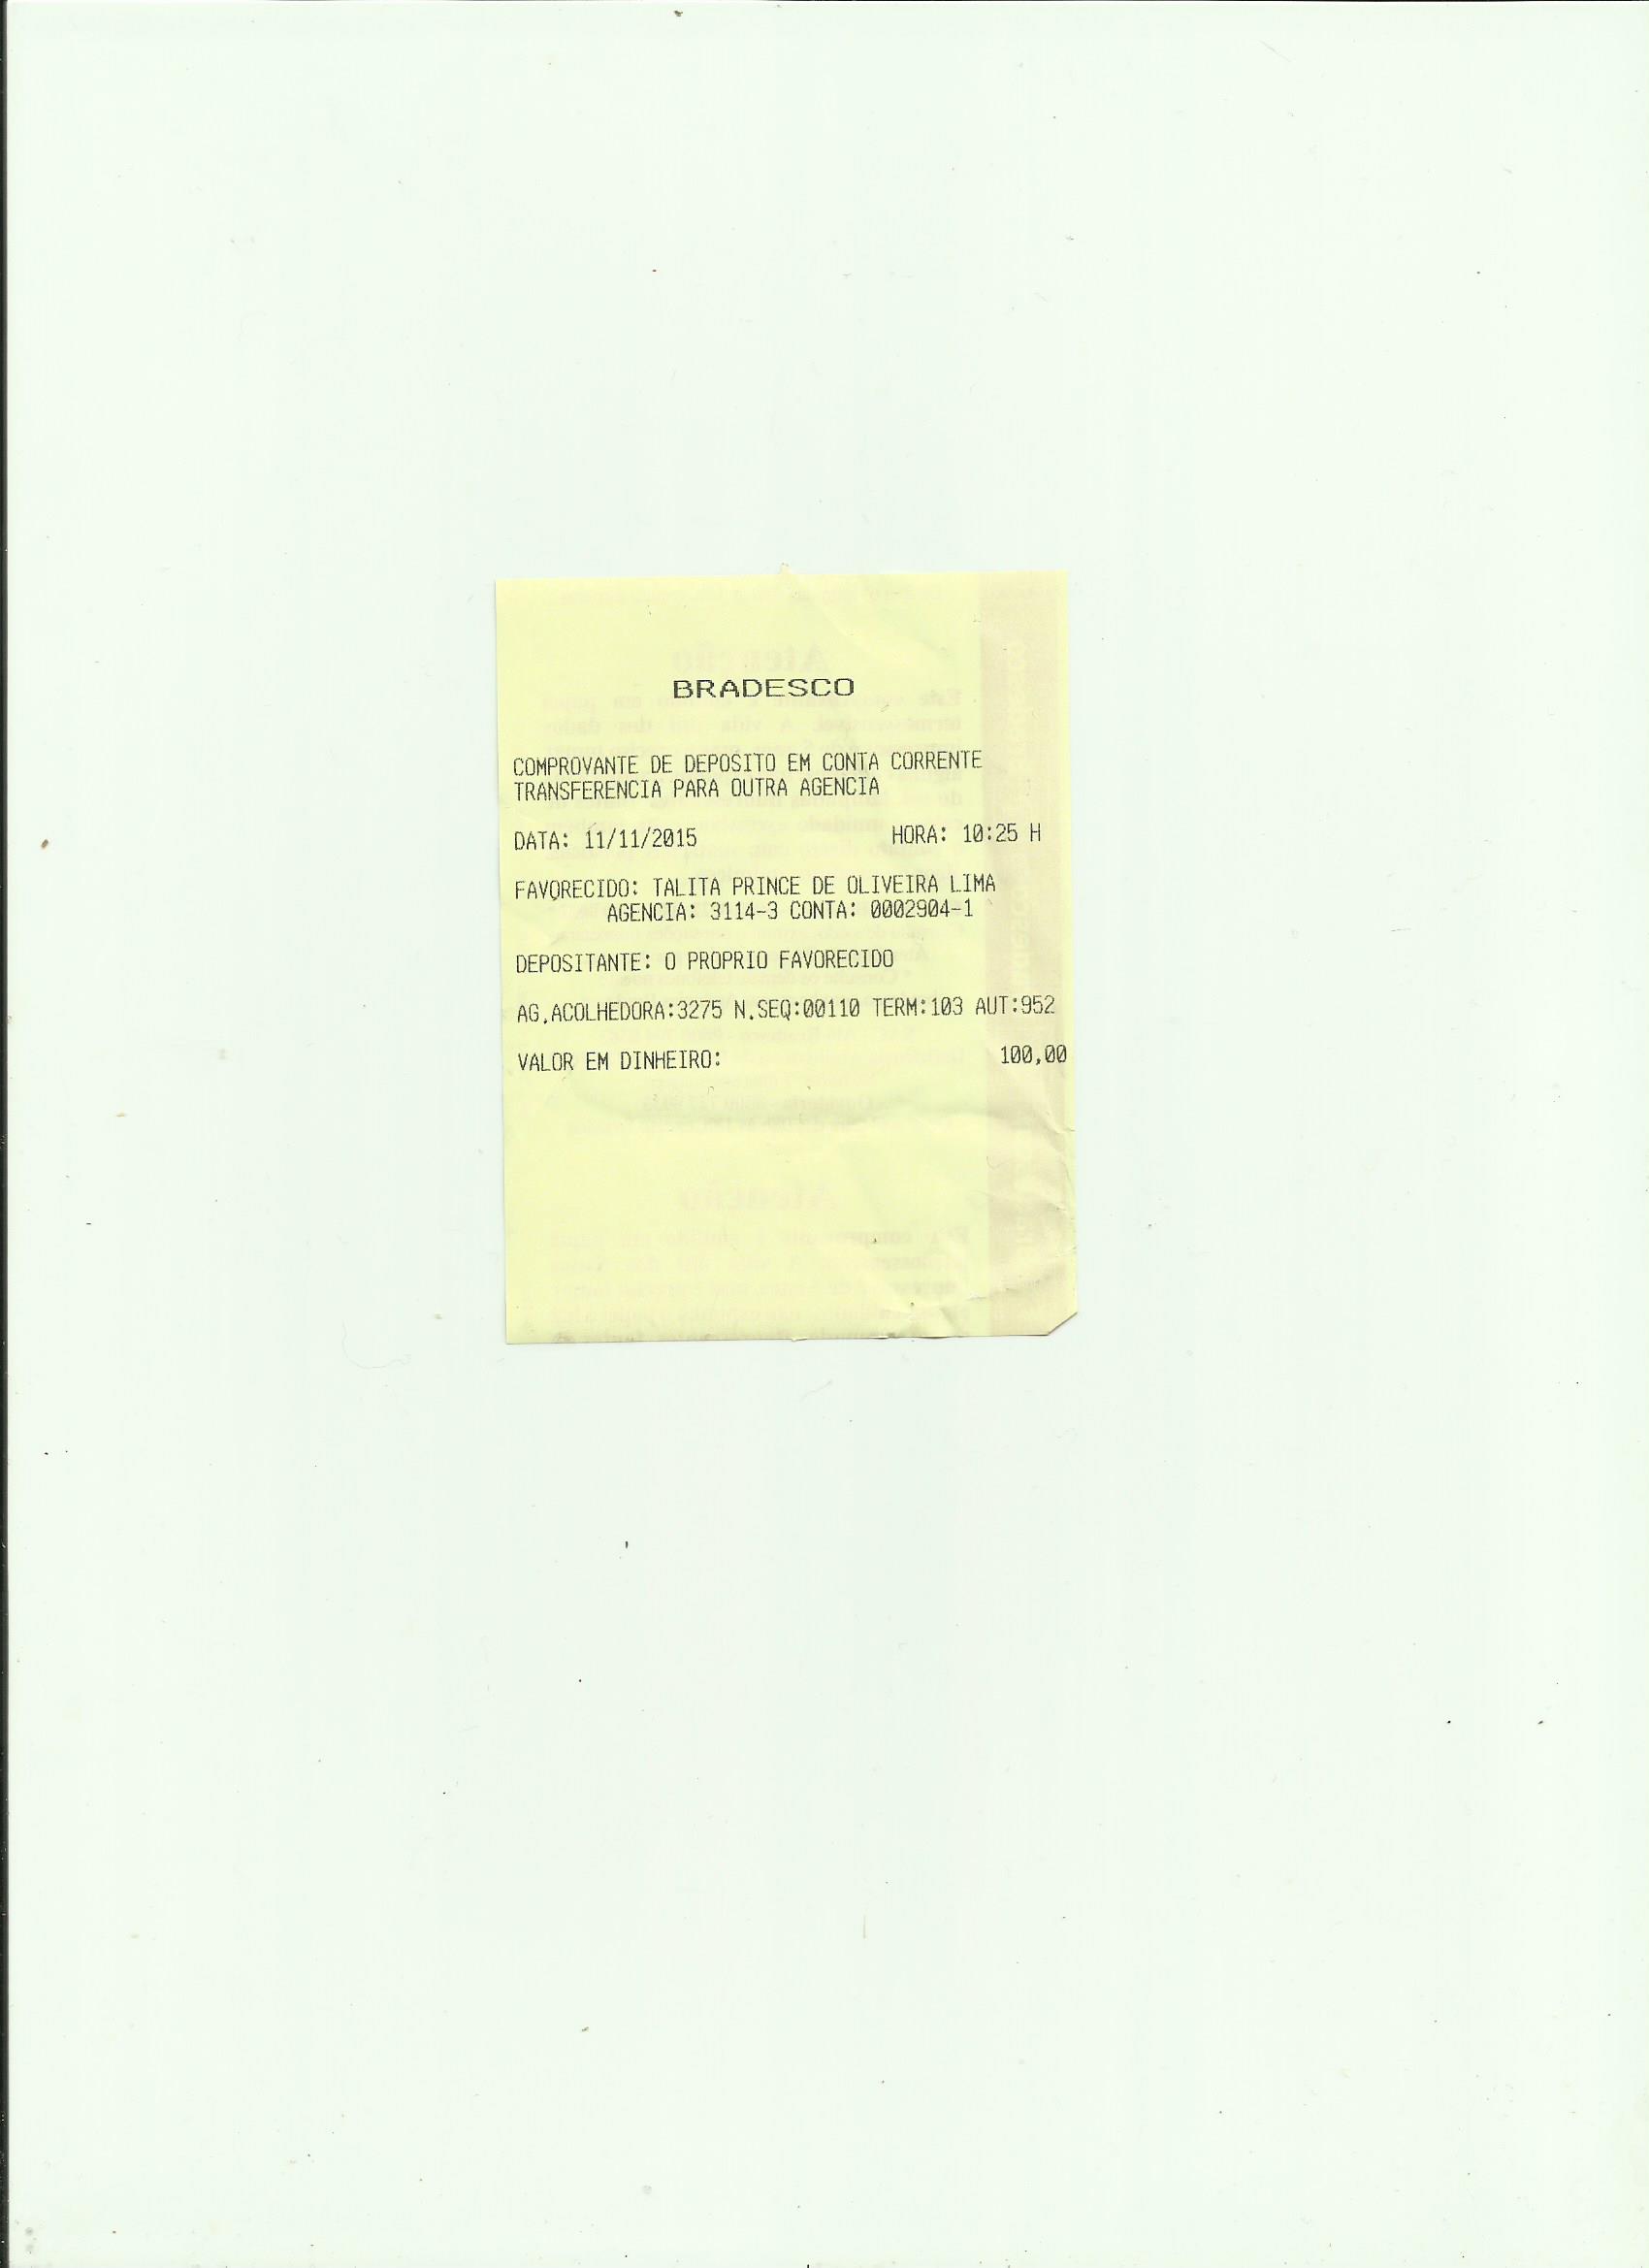 BRADESCO
COMPROVANTE DE DEPOSITO EM CONTA CORRENTE
TRANSFERENCIA PARA OUTRA AGENCIA
DATA: 11/11/2015 HORA: 10:25 H
FAVORECIDO: TALITA PRINCE DE OLIVEIRA LIMA
AGENCIA: 3114-3 CONTA: 0002904-1
DEPOSITANTE: O PROPRIO FAVORECIDO
AG.ACOLHEDORA:3275 N.SEQ:00110 TERM:103 AUT:952
VALOR EM DINHEIRO: 100,00